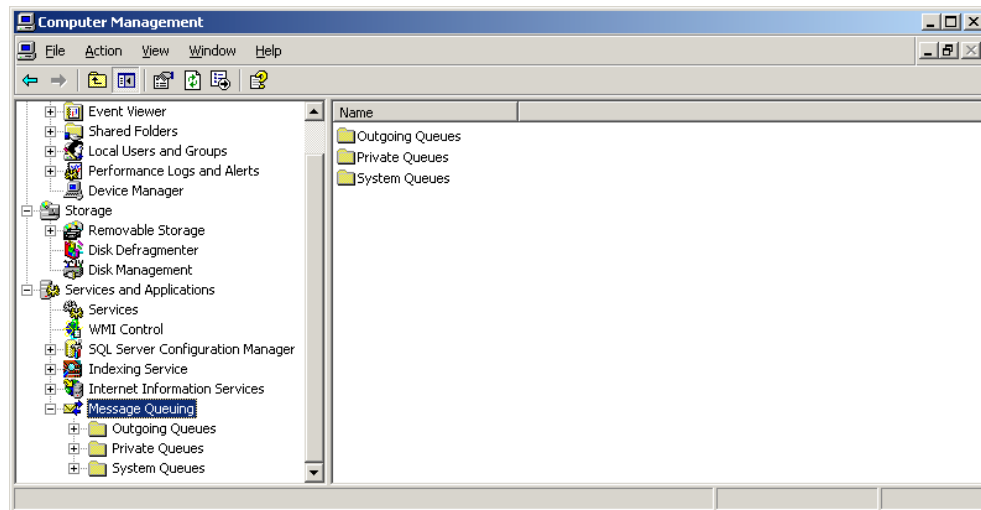 Computer Management
File Action View Window Help
Event Viewer
Shared Folders
Local Users and Groups
Performance Logs and Alerts
Device Manager
Storage
Removable Storage
Disk Defragmenter
Disk Management
Services and Applications
Services
WMI Control
SQL Server Configuration Manager
Indexing Service
Internet Information Services
Message Queuing
Outgoing Queues
Private Queues
System Queues
Name
Outgoing Queues
Private Queues
System Queues